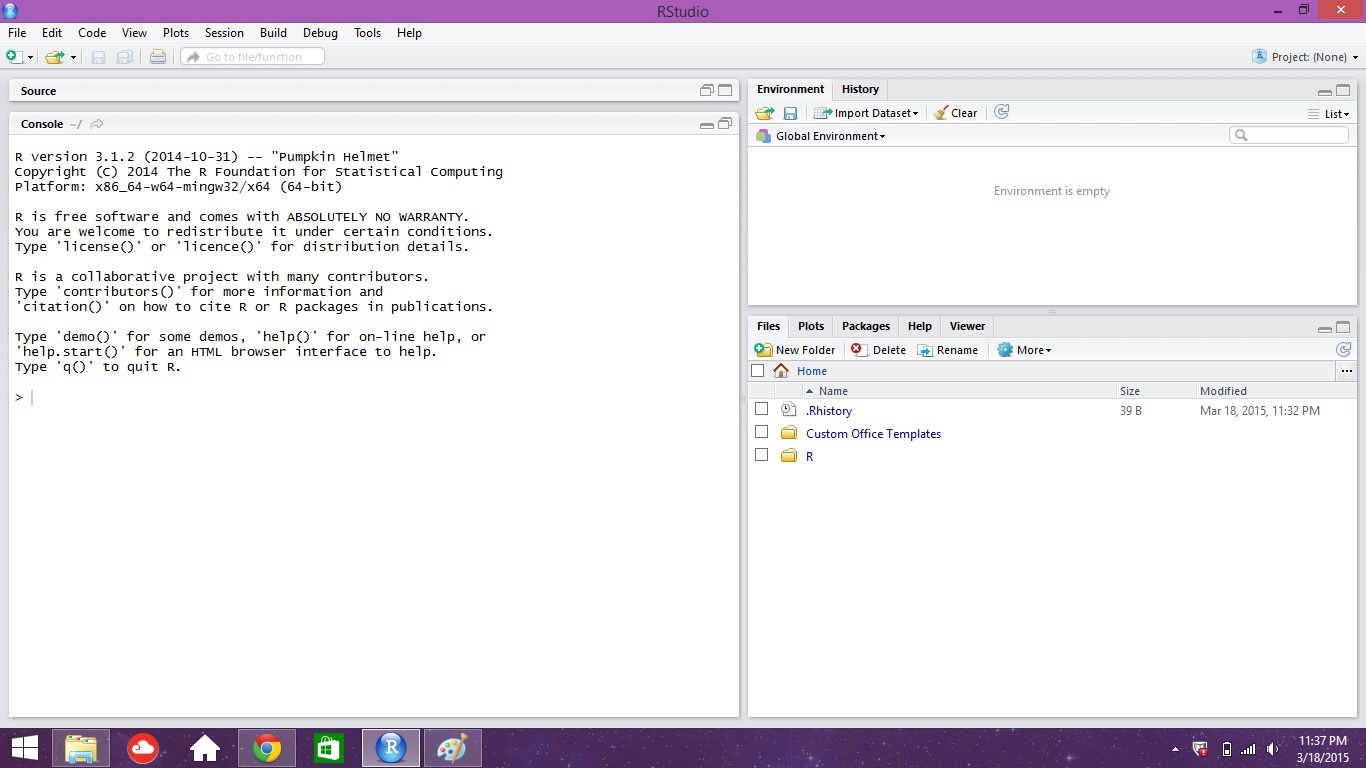 RStudio
File Edit Code View Plots Session Build Debug Tools Help
Go to file/function
Project: (None)
Source
Console ~/
R version 3.1.2 (2014-10-31) -- "Pumpkin Helmet"
Copyright (C) 2014 The R Foundation for Statistical Computing
Platform: x86_64-w64-mingw32/x64 (64-bit)
R is free software and comes with ABSOLUTELY NO WARRANTY.
You are welcome to redistribute it under certain conditions.
Type 'license()' or 'licence()' for distribution details.
R is a collaborative project with many contributors.
Type 'contributors()' for more information and
'citation()' on how to cite R or R packages in publications.
Type 'demo()' for some demos, 'help()' for on-line help, or
'help.start()' for an HTML browser interface to help.
Type 'q()' to quit R.
>
Environment History
Import Dataset Clear List
Global Environment
Environment is empty
Files Plots Packages Help Viewer
New Folder Delete Rename More
Home ...
Name Size Modified
.Rhistory 39 B Mar 18, 2015, 11:32 PM
Custom Office Templates
R
11:37 PM
3/18/2015